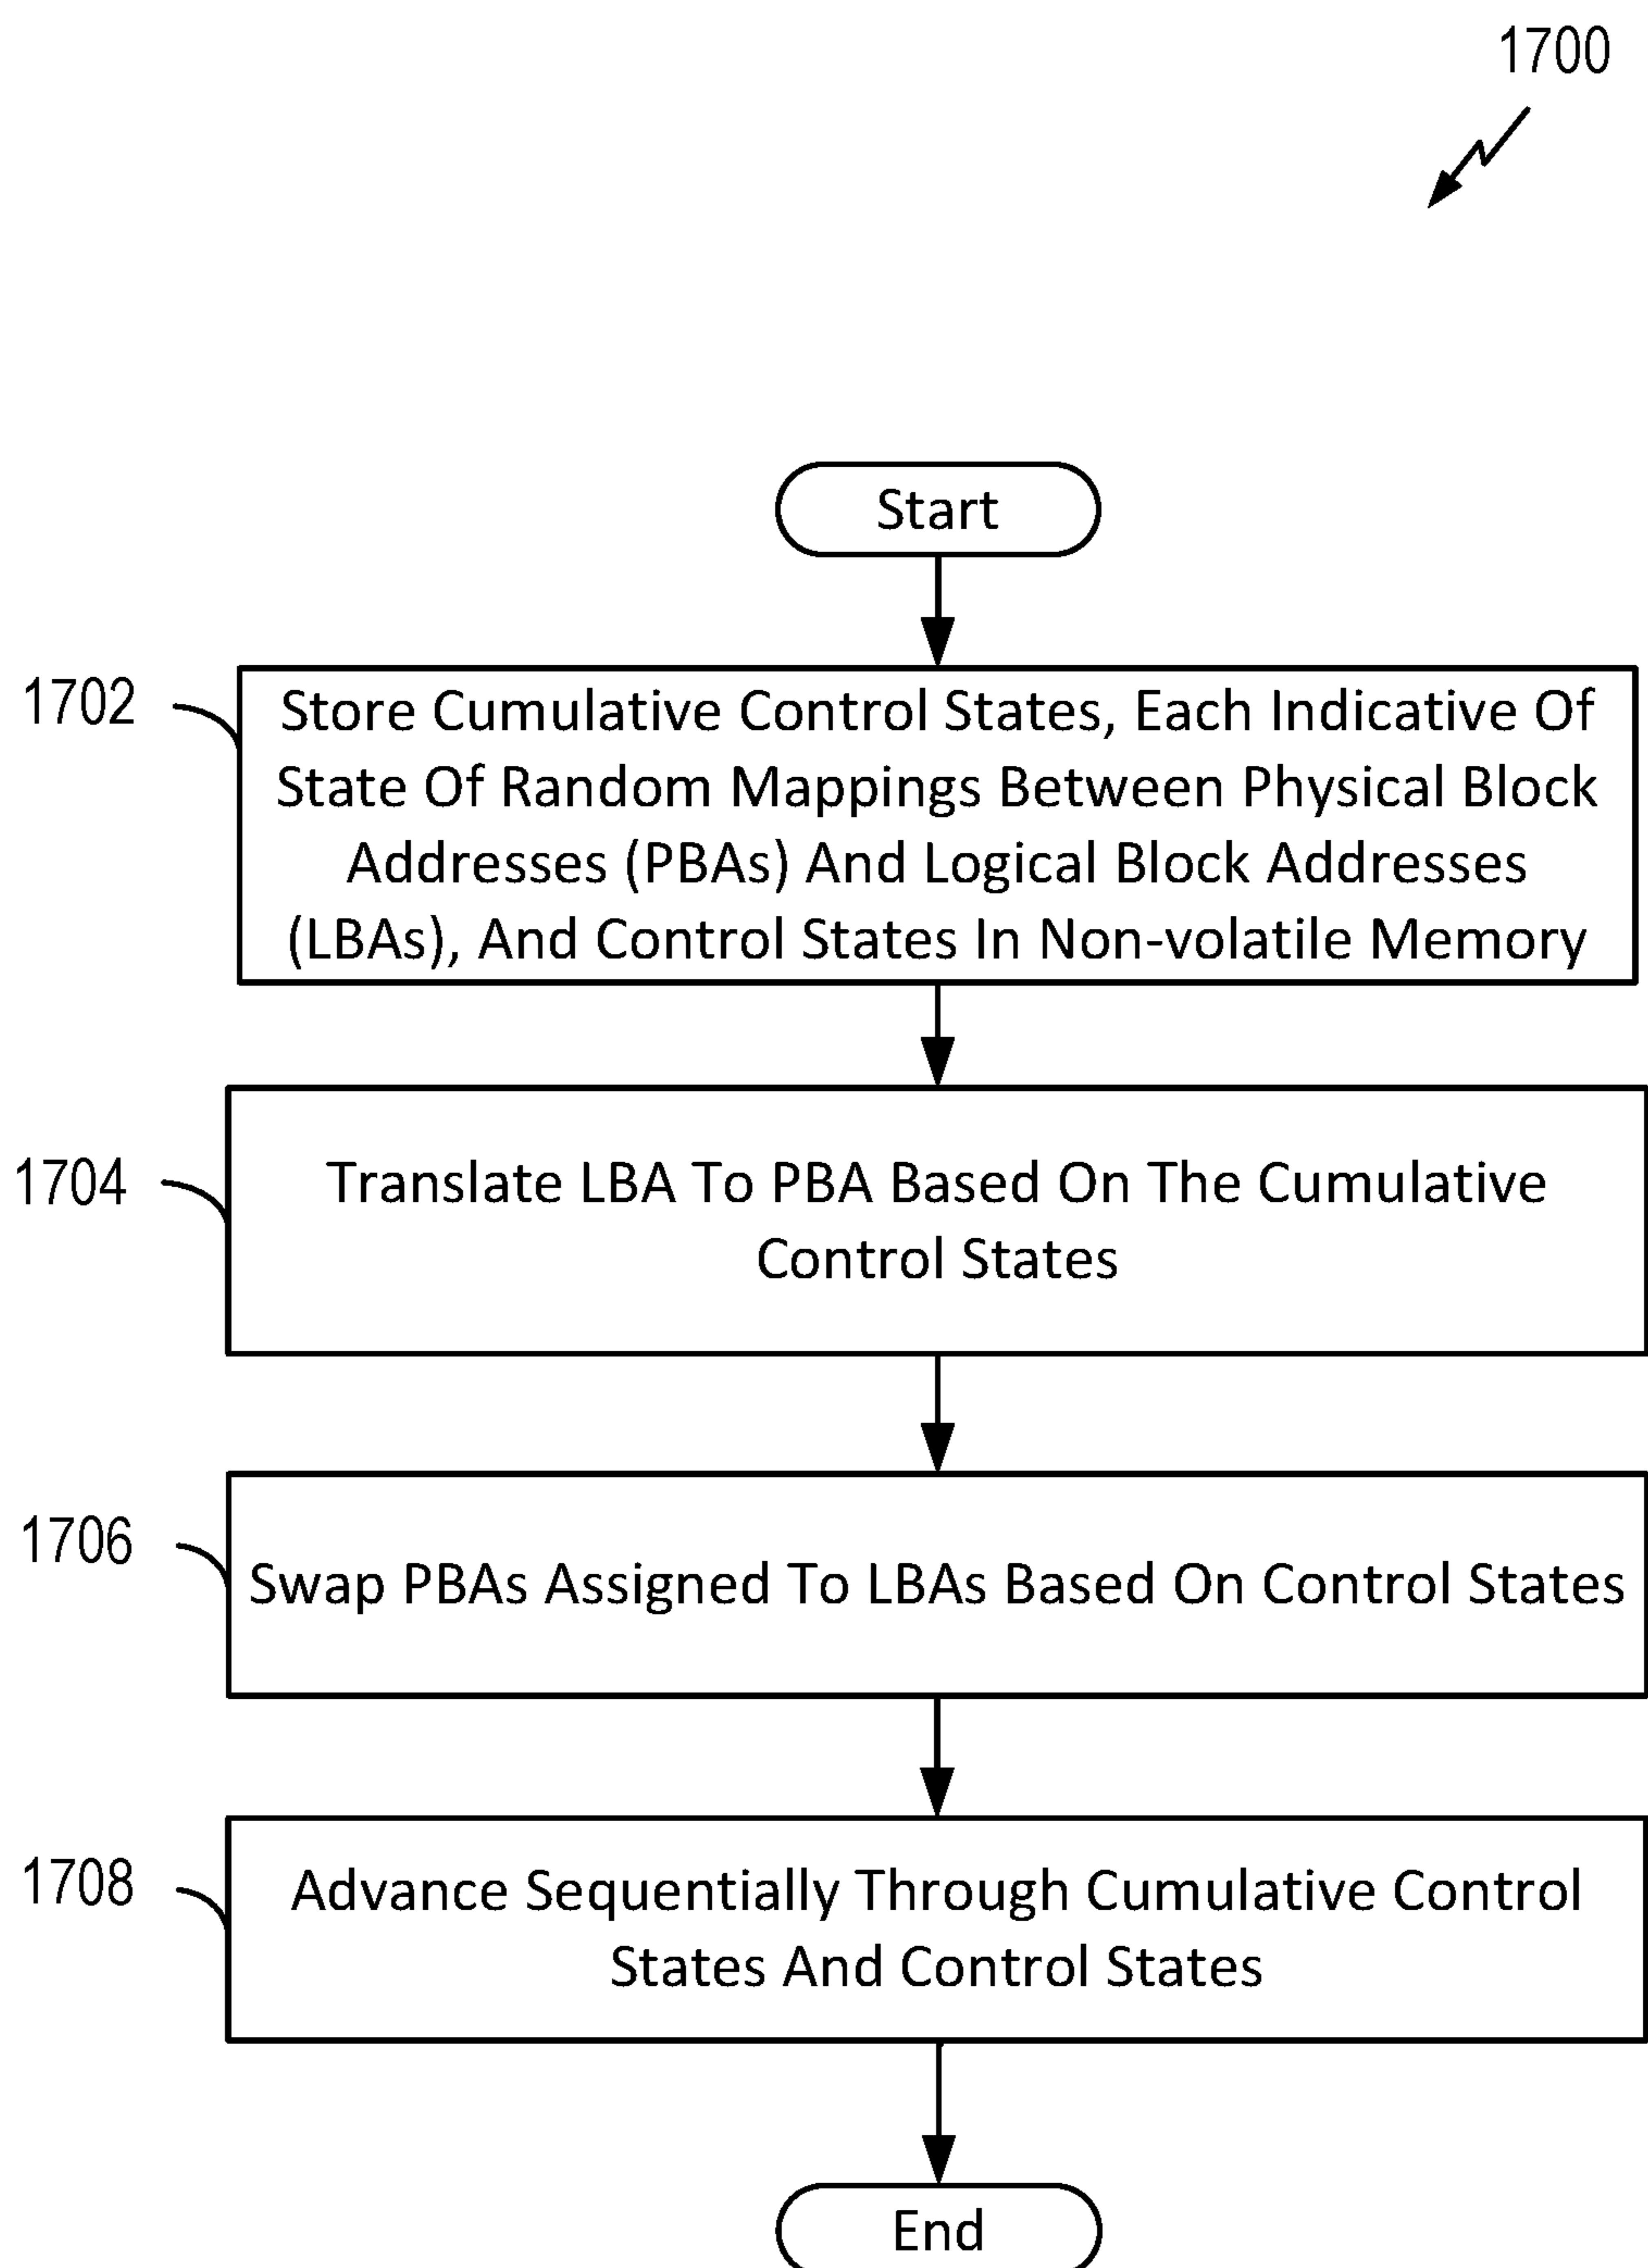 1700
Start
1702
Store Cumulative Control States, Each Indicative Of
State Of Random Mappings Between Physical Block
Addresses (PBAs) And Logical Block Addresses
(LBAs), And Control States In Non-volatile Memory
1704
Translate LBA To PBA Based On The Cumulative
Control States
1706
Swap PBAs Assigned To LBAs Based On Control States
1708
Advance Sequentially Through Cumulative Control
States And Control States
End